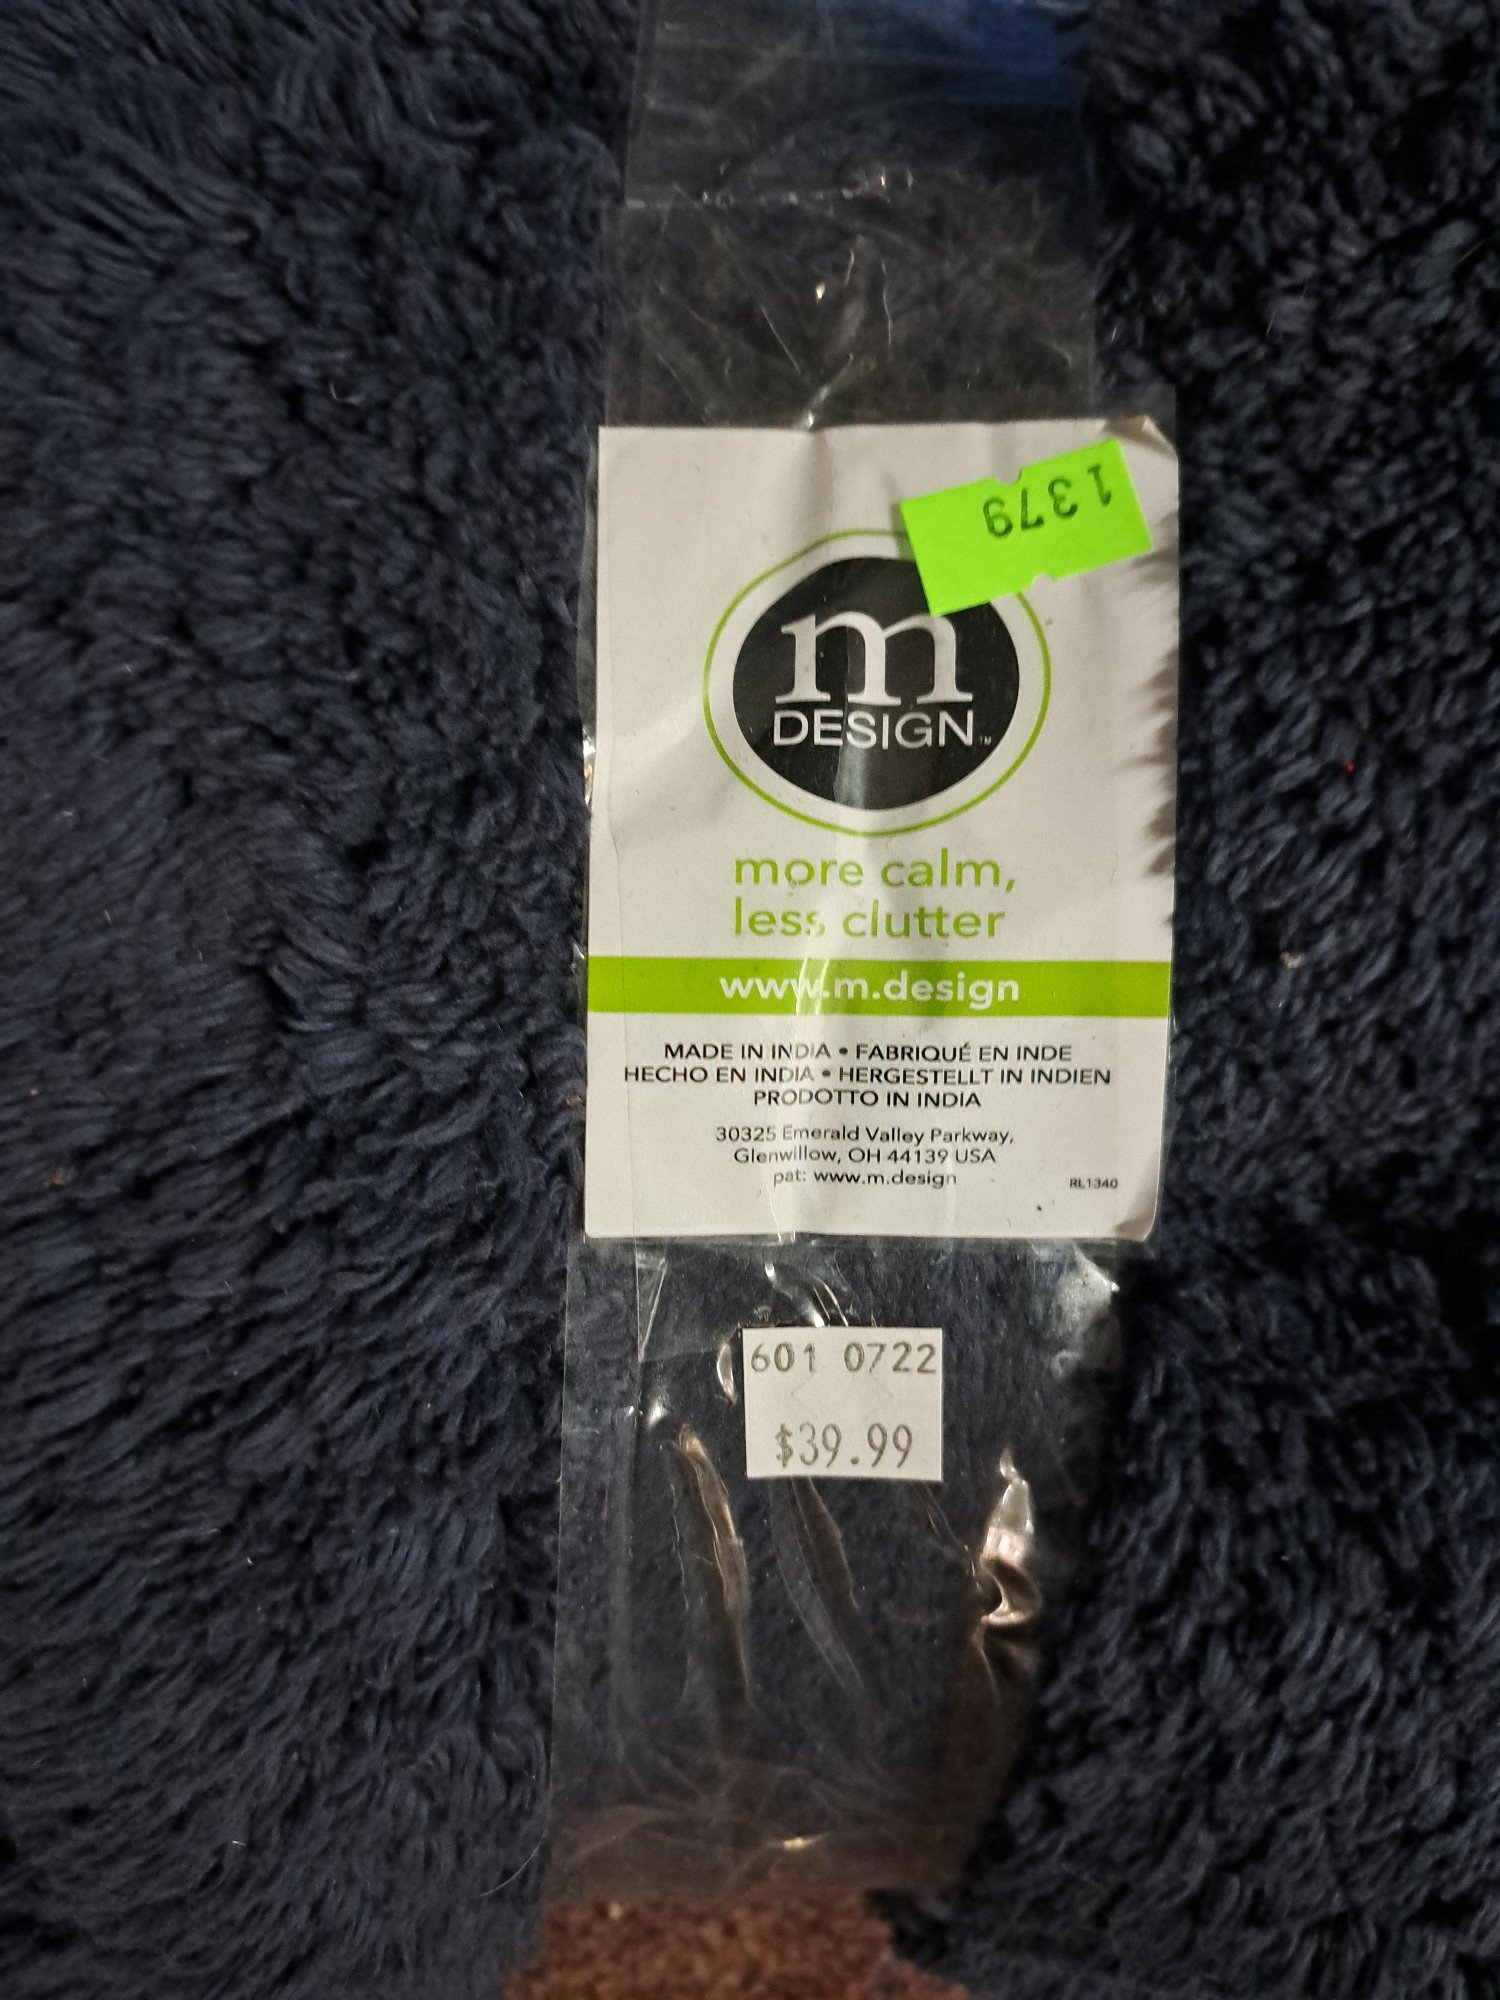 1379
m
DESIGN™
more calm,
less clutter
www.m.design
MADE IN INDIA • FABRIQUÉ EN INDE
HECHO EN INDIA • HERGESTELLT IN INDIEN
PRODOTTO IN INDIA
30325 Emerald Valley Parkway,
Glenwillow, OH 44139 USA
pat: www.m.design
RL1340
601 0722
$39.99